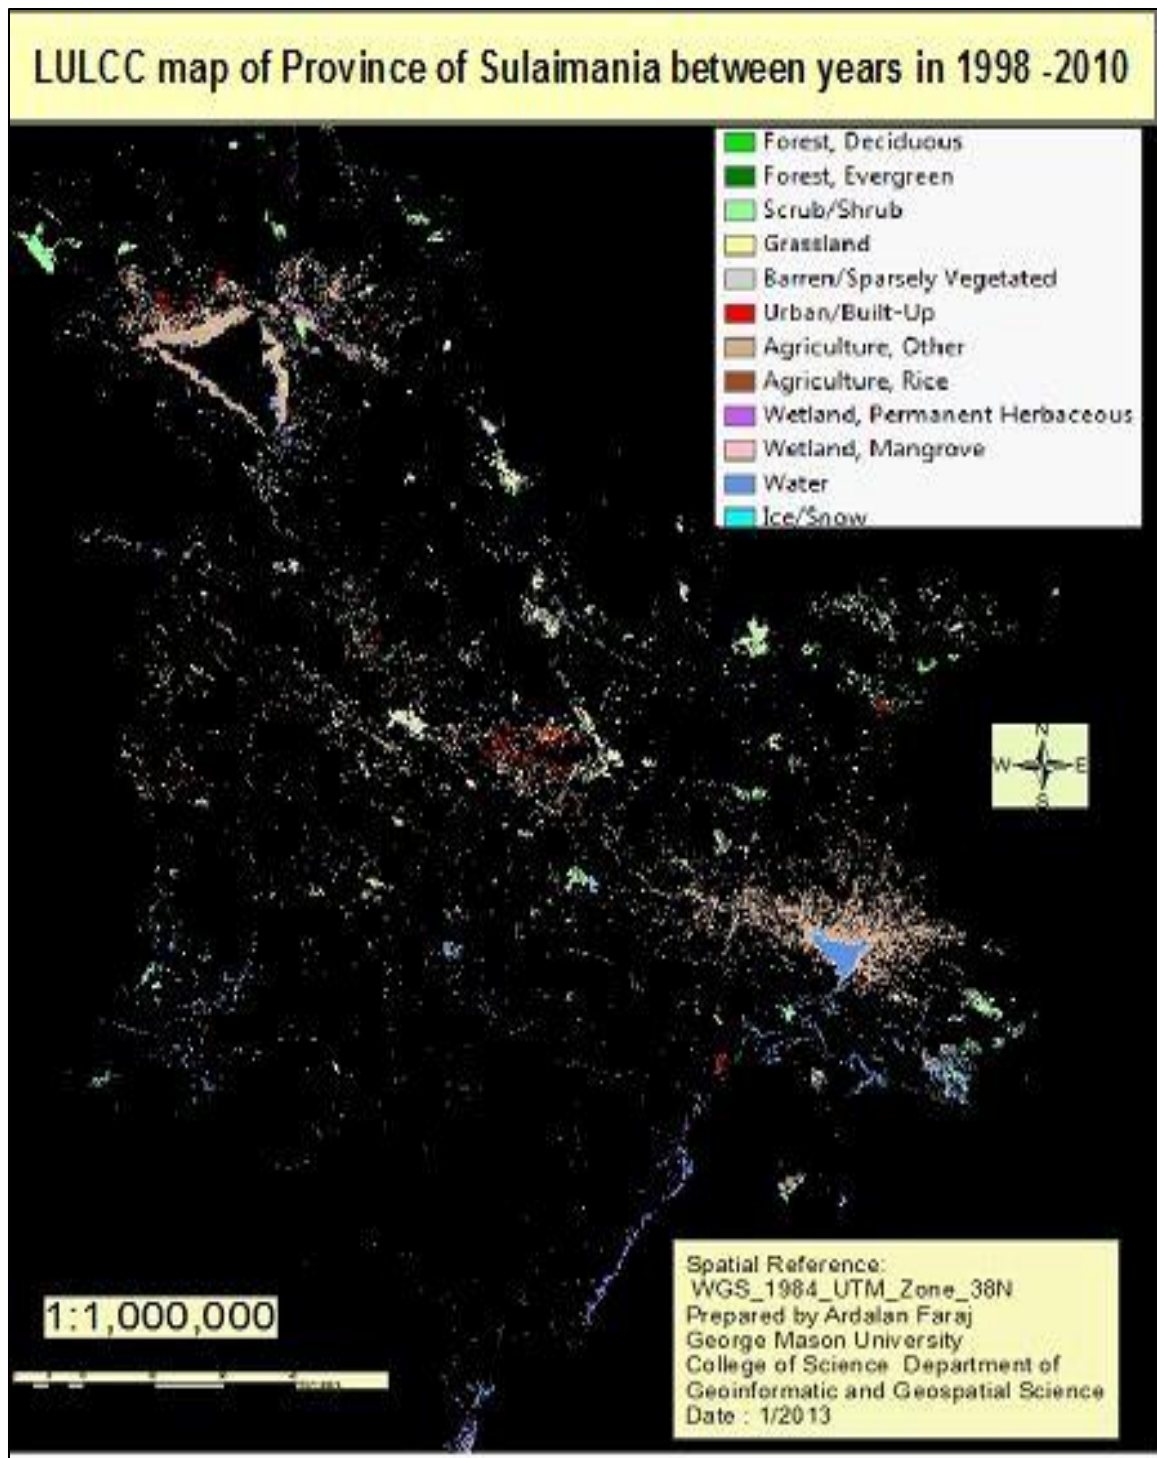 LULCC map of Province of Sulaimania between years in 1998 -2010
Forest, Deciduous
Forest, Evergreen
Scrub/Shrub
Grassland
Barren/Sparsely Vegetated
Urban/Built-Up
Agriculture, Other
Agriculture, Rice
Wetland, Permanent Herbaceous
Wetland, Mangrove
Water
Ice/Snow
N
W E
S
Spatial Reference:
WGS_1984_UTM_Zone_38N
Prepared by Ardalan Faraj
George Mason University
College of Science Department of
Geoinformatic and Geospatial Science
Date : 1/2013
1:1,000,000